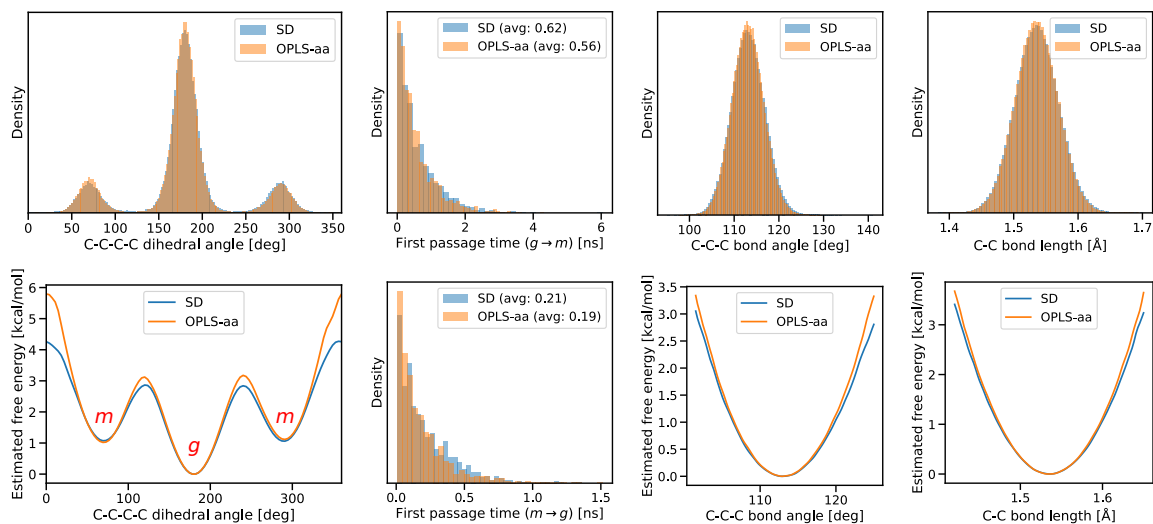 Density
SD
OPLS-aa
0 50 100 150 200 250 300 350
C-C-C-C dihedral angle [deg]
Density
SD (avg: 0.62)
OPLS-aa (avg: 0.56)
0 2 4 6
First passage time (g → m) [ns]
Density
SD
OPLS-aa
100 110 120 130 140
C-C-C bond angle [deg]
Density
SD
OPLS-aa
1.4 1.5 1.6 1.7
C-C bond length [Å]
Estimated free energy [kcal/mol]
6
5
4
3
2
1
0
SD
OPLS-aa
m
g
m
0 100 200 300
C-C-C-C dihedral angle [deg]
Density
SD (avg: 0.21)
OPLS-aa (avg: 0.19)
0.0 0.5 1.0 1.5
First passage time (m → g) [ns]
Estimated free energy [kcal/mol]
3.5
3.0
2.5
2.0
1.5
1.0
0.5
0.0
SD
OPLS-aa
110 120
C-C-C bond angle [deg]
Estimated free energy [kcal/mol]
3
2
1
0
SD
OPLS-aa
1.5 1.6
C-C bond length [Å]